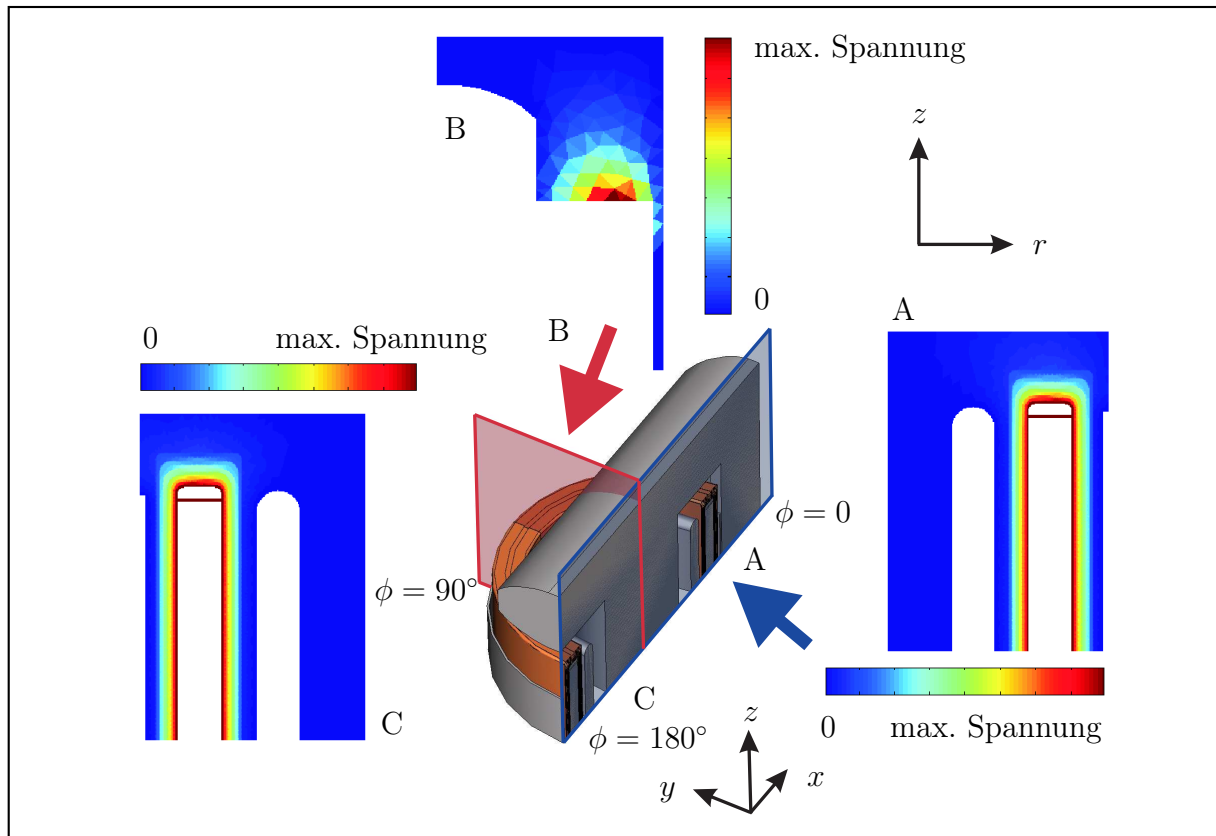 max. Spannung
B
z
r
0
A
B
0
max. Spannung
ϕ = 0
A
ϕ = 90°
C
C
z
0
max. Spannung
ϕ = 180°
x
y